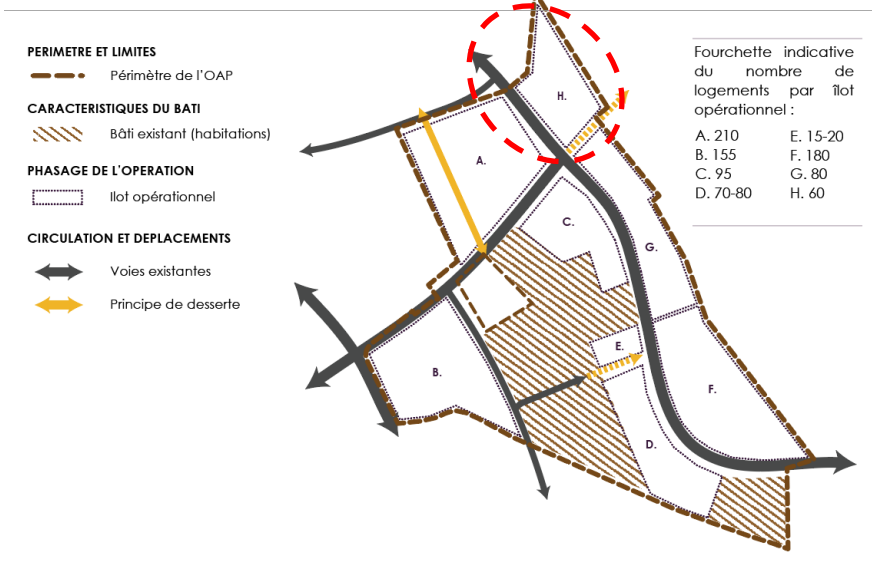 PERIMETRE ET LIMITES
Périmètre de l'OAP
CARACTERISTIQUES DU BATI
Bâti existant (habitations)
PHASAGE DE L'OPERATION
Ilot opérationnel
CIRCULATION ET DEPLACEMENTS
Voies existantes
Principe de desserte
H.
A.
C.
G.
E.
B.
F.
D.
Fourchette indicative
du nombre de
logements par îlot
opérationnel :
A. 210 E. 15-20
B. 155 F. 180
C. 95 G. 80
D. 70-80 H. 60